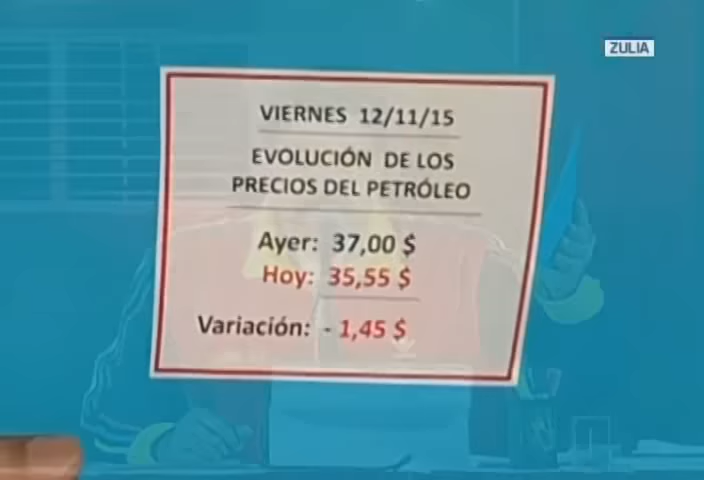 ZULIA
VIERNES 12/11/15
EVOLUCIÓN DE LOS
PRECIOS DEL PETRÓLEO
Ayer: 37,00 $
Hoy: 35,55 $
Variación: - 1,45 $